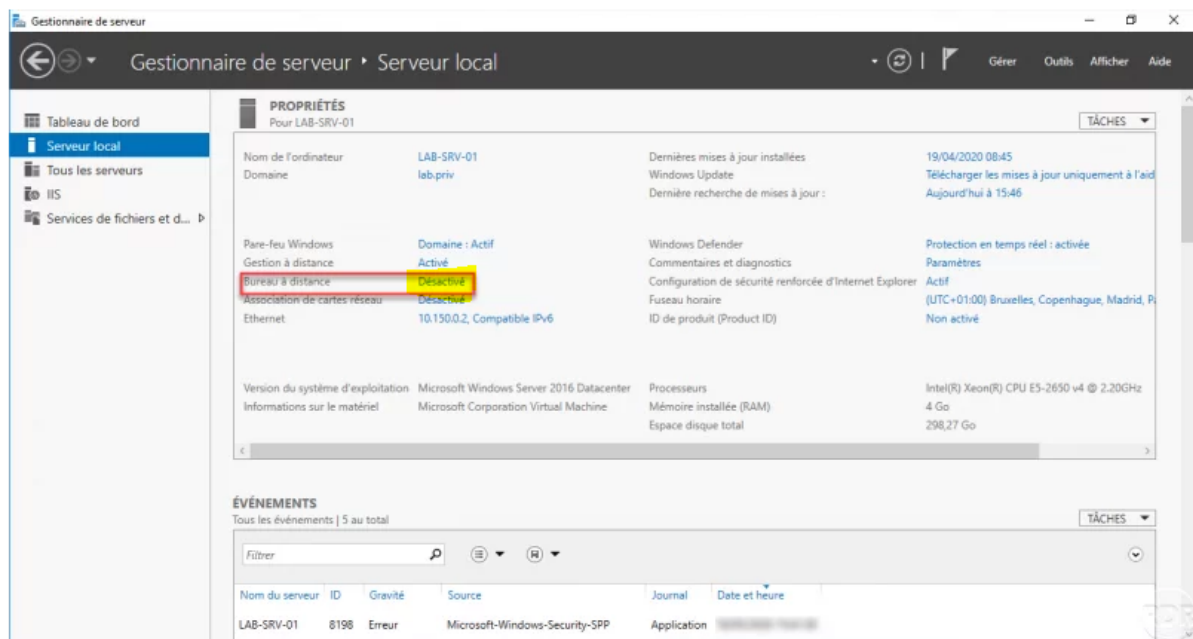 Gestionnaire de serveur
Gestionnaire de serveur ‣ Serveur local
Gérer Outils Afficher Aide
Tableau de bord
Serveur local
Tous les serveurs
IIS
Services de fichiers et d...
PROPRIÉTÉS
Pour LAB-SRV-01
TÂCHES
Nom de l'ordinateur LAB-SRV-01 Dernières mises à jour installées 19/04/2020 08:45
Domaine lab.priv Windows Update Télécharger les mises à jour uniquement à l'aid
Dernière recherche de mises à jour : Aujourd'hui à 15:46
Pare-feu Windows Domaine : Actif Windows Defender Protection en temps réel : activée
Gestion à distance Activé Commentaires et diagnostics Paramètres
Bureau à distance Désactivé Configuration de sécurité renforcée d'Internet Explorer Actif
Association de cartes réseau Désactivé Fuseau horaire (UTC+01:00) Bruxelles, Copenhague, Madrid, Pa
Ethernet 10.150.0.2, Compatible IPv6 ID de produit (Product ID) Non activé
Version du système d'exploitation Microsoft Windows Server 2016 Datacenter Processeurs Intel(R) Xeon(R) CPU E5-2650 v4 @ 2.20GHz
Informations sur le matériel Microsoft Corporation Virtual Machine Mémoire installée (RAM) 4 Go
Espace disque total 298,27 Go
ÉVÉNEMENTS
Tous les événements | 5 au total
TÂCHES
Filtrer
Nom du serveur ID Gravité Source Journal Date et heure
LAB-SRV-01 8198 Erreur Microsoft-Windows-Security-SPP Application